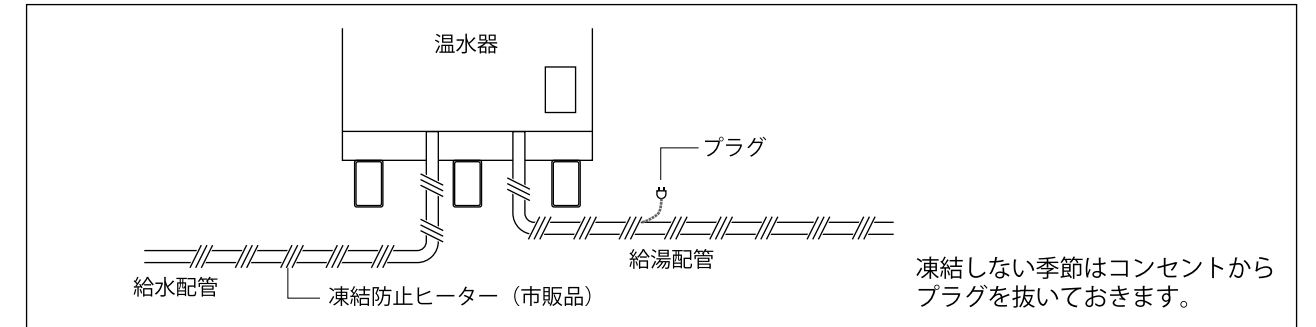 温水器
プラグ
給湯配管
給水配管
凍結防止ヒーター（市販品）
凍結しない季節はコンセントから
プラグを抜いておきます。